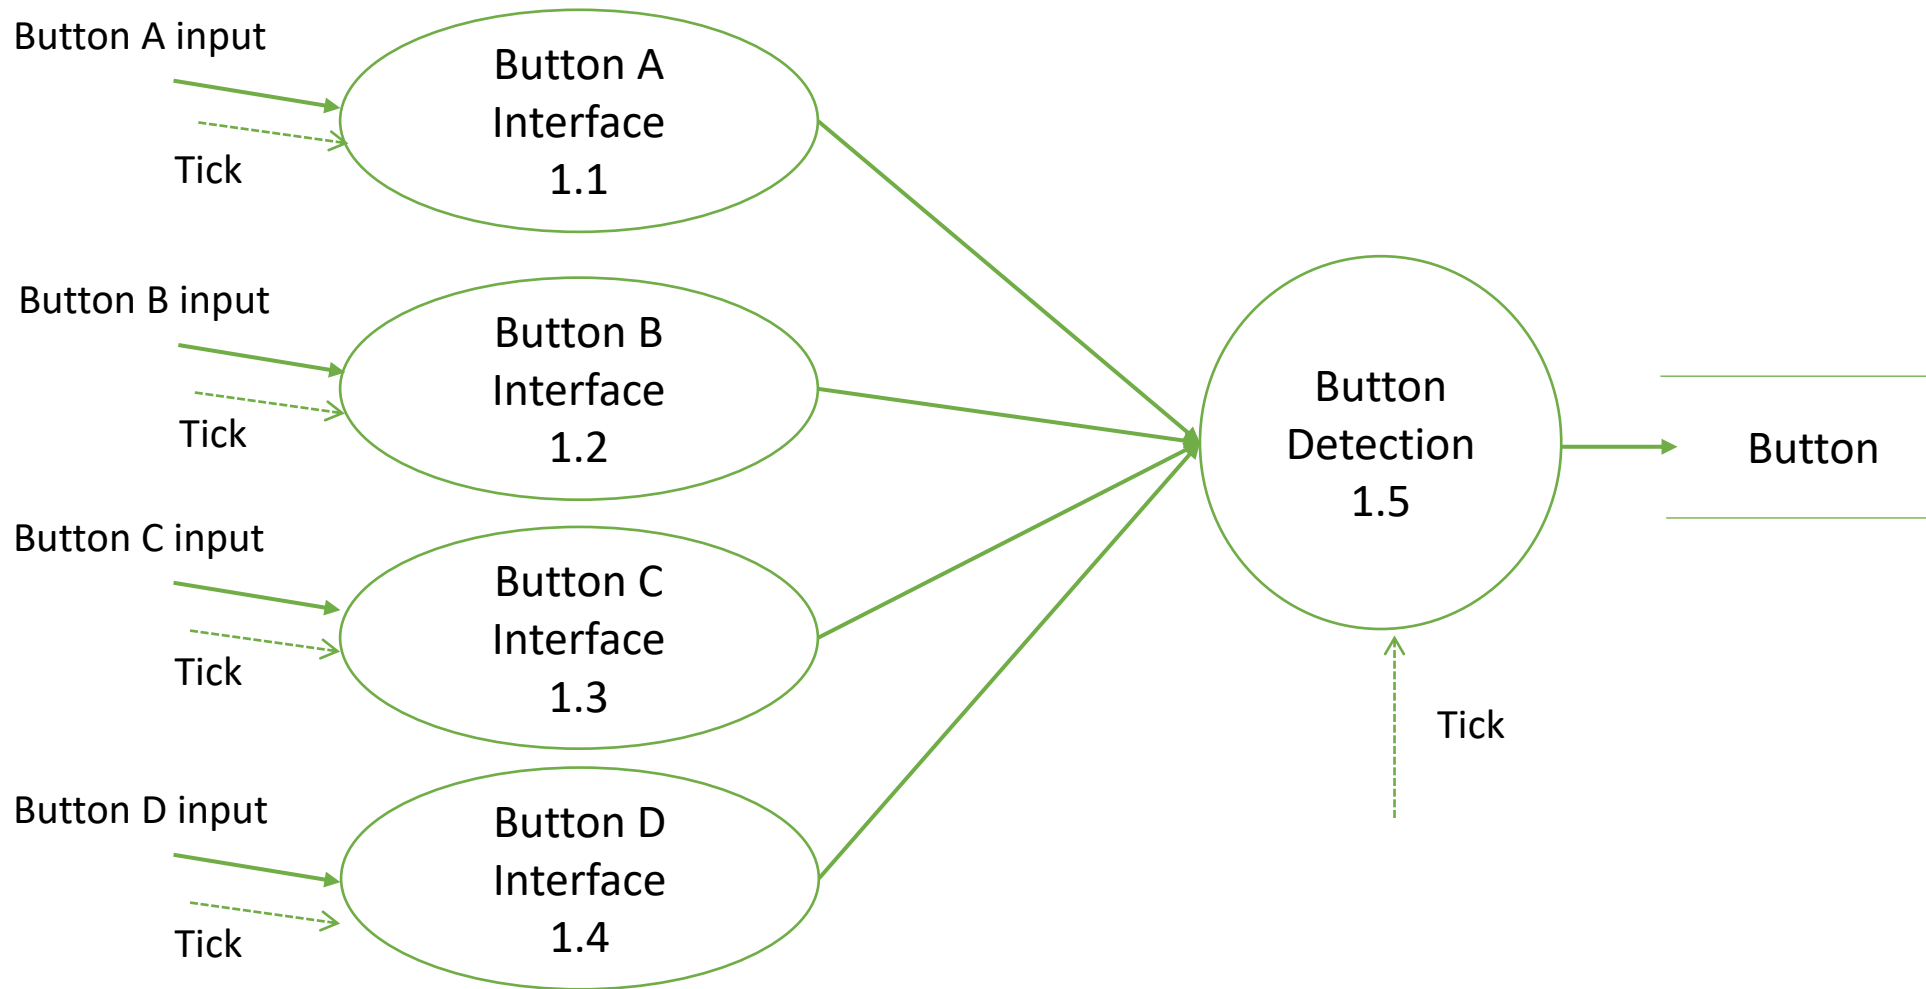 Button A input
Tick
Button A
Interface
1.1
Button B input
Tick
Button B
Interface
1.2
Button C input
Tick
Button C
Interface
1.3
Button D input
Tick
Button D
Interface
1.4
Button
Detection
1.5
Tick
Button